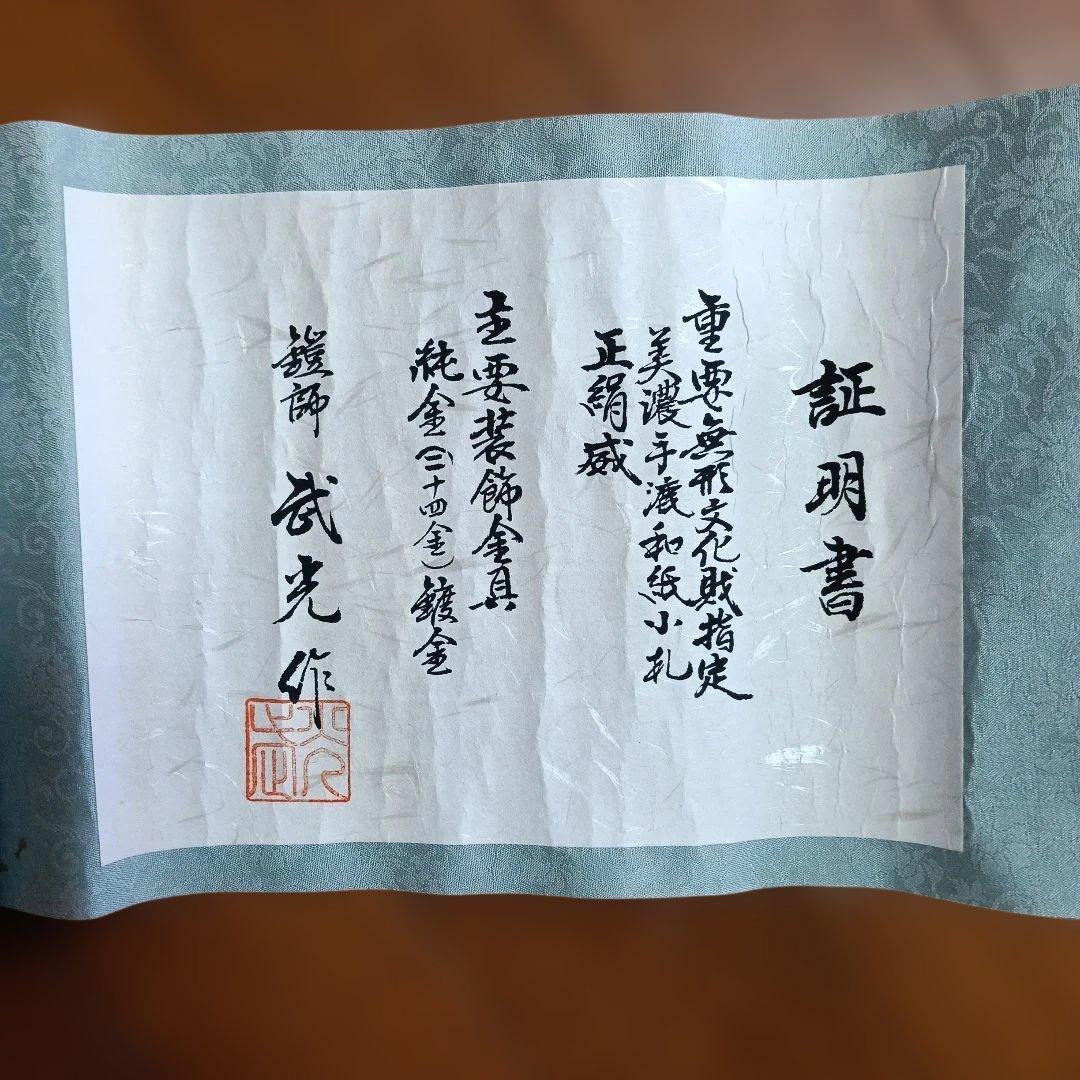 証明書
重要無形文化財指定
美濃手漉和紙小札
正絹威
主要装飾金具
純金(二十四金)鍍金
鎧師 武光作
武光